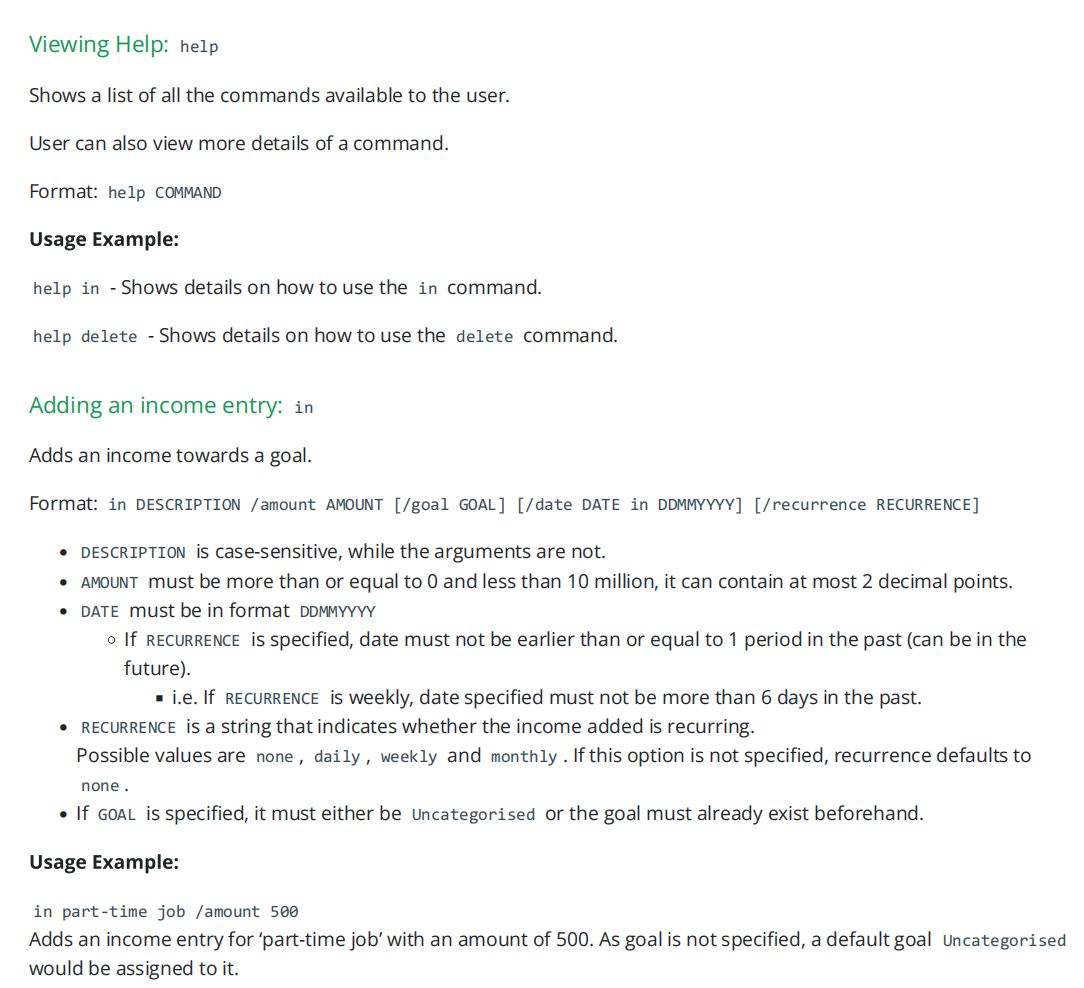 Viewing Help: help
Shows a list of all the commands available to the user.
User can also view more details of a command.
Format: help COMMAND
Usage Example:
help in - Shows details on how to use the in command.
help delete - Shows details on how to use the delete command.
Adding an income entry: in
Adds an income towards a goal.
Format: in DESCRIPTION /amount AMOUNT [/goal GOAL] [/date DATE in DDMMYYYY] [/recurrence RECURRENCE]
• DESCRIPTION is case-sensitive, while the arguments are not.
• AMOUNT must be more than or equal to 0 and less than 10 million, it can contain at most 2 decimal points.
• DATE must be in format DDMMYYYY
◦ If RECURRENCE is specified, date must not be earlier than or equal to 1 period in the past (can be in the
future).
▪ i.e. If RECURRENCE is weekly, date specified must not be more than 6 days in the past.
• RECURRENCE is a string that indicates whether the income added is recurring.
Possible values are none, daily, weekly and monthly. If this option is not specified, recurrence defaults to
none.
• If GOAL is specified, it must either be Uncategorised or the goal must already exist beforehand.
Usage Example:
in part-time job /amount 500
Adds an income entry for ‘part-time job’ with an amount of 500. As goal is not specified, a default goal Uncategorised
would be assigned to it.